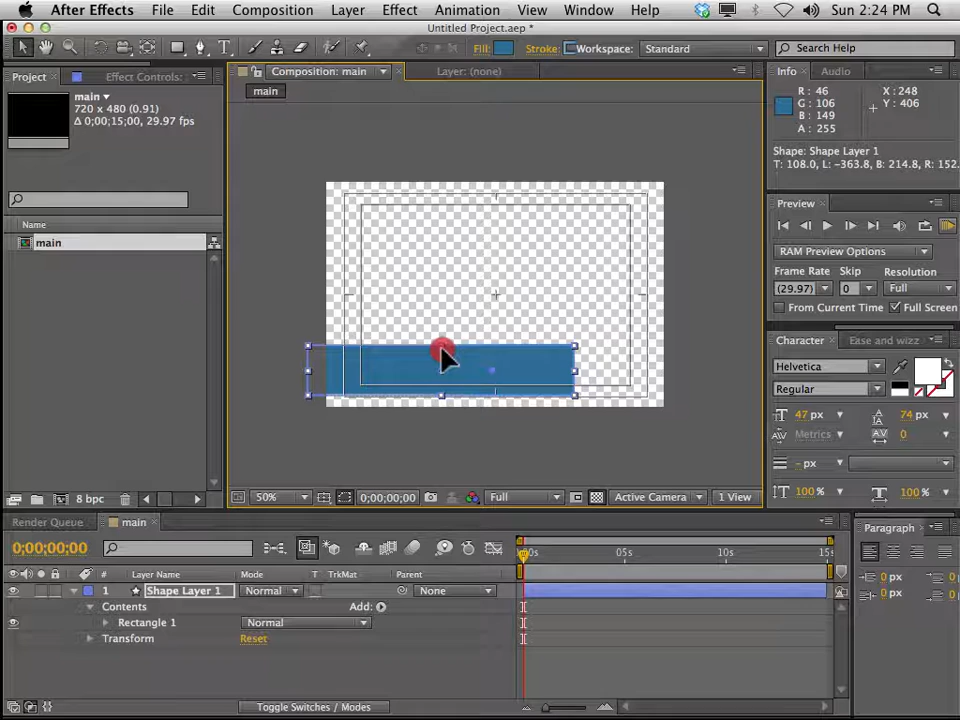 After Effects File Edit Composition Layer Effect Animation View Window Help Sun 2:24 PM
Untitled Project.aep *
Fill: Stroke: Workspace: Standard Search Help
Project Effect Controls: Composition: main Layer: (none) Info Audio
main
main
720 x 480 (0.91)
Δ 0;00;15;00, 29.97 fps
R : 46
G : 106
B : 149
A : 255
X : 248
Y : 406
Shape: Shape Layer 1
T: 108.0, L: -363.8, B: 214.8, R: 152.
Preview
RAM Preview Options
Frame Rate Skip Resolution
(29.97) 0 Full
From Current Time Full Screen
Name
main
Character Ease and wizz
Helvetica
Regular
47 px 74 px
Metrics 0
- px
100 % 100 %
8 bpc
50% 0;00;00;00 Full Active Camera 1 View
Render Queue main
0;00;00;00
:00s 05s 10s 15s
# Layer Name Mode T TrkMat Parent
1 Shape Layer 1 Normal None
Contents Add:
Rectangle 1 Normal
Transform Reset
Toggle Switches / Modes
Paragraph
0 px 0
0 px 0